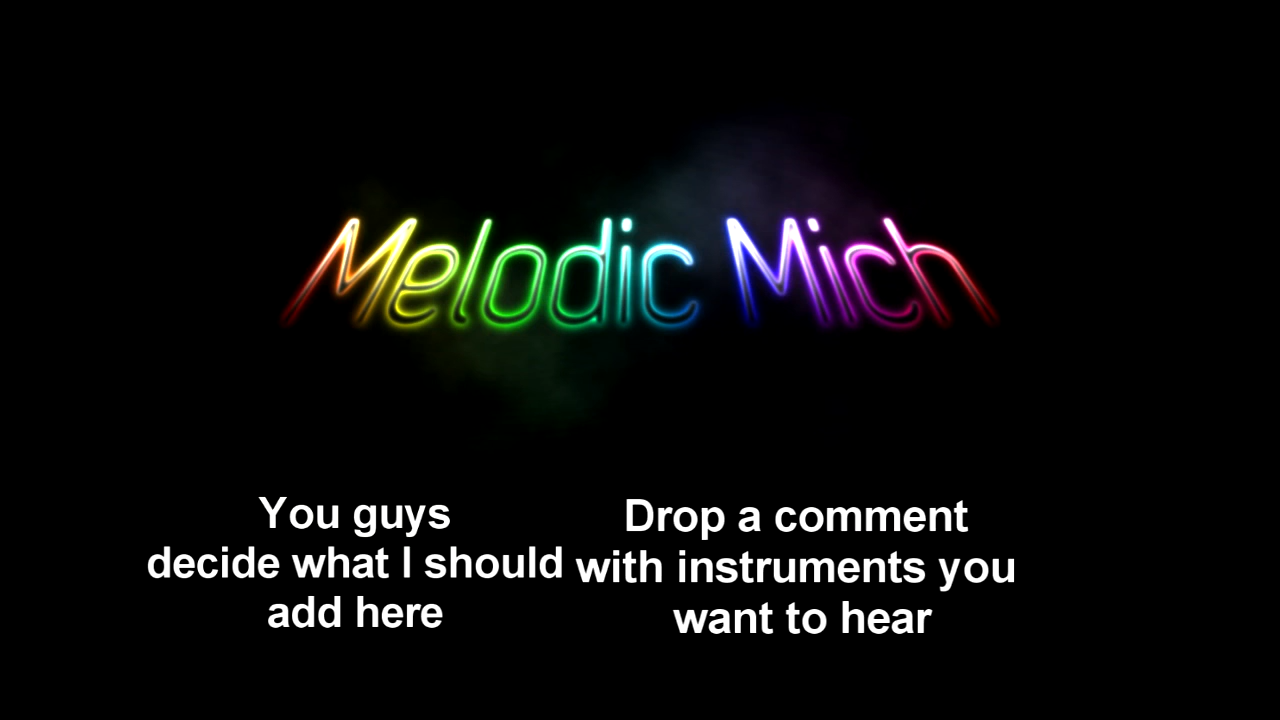 Melodic Mich
You guys
decide what I should
add here
Drop a comment
with instruments you
want to hear